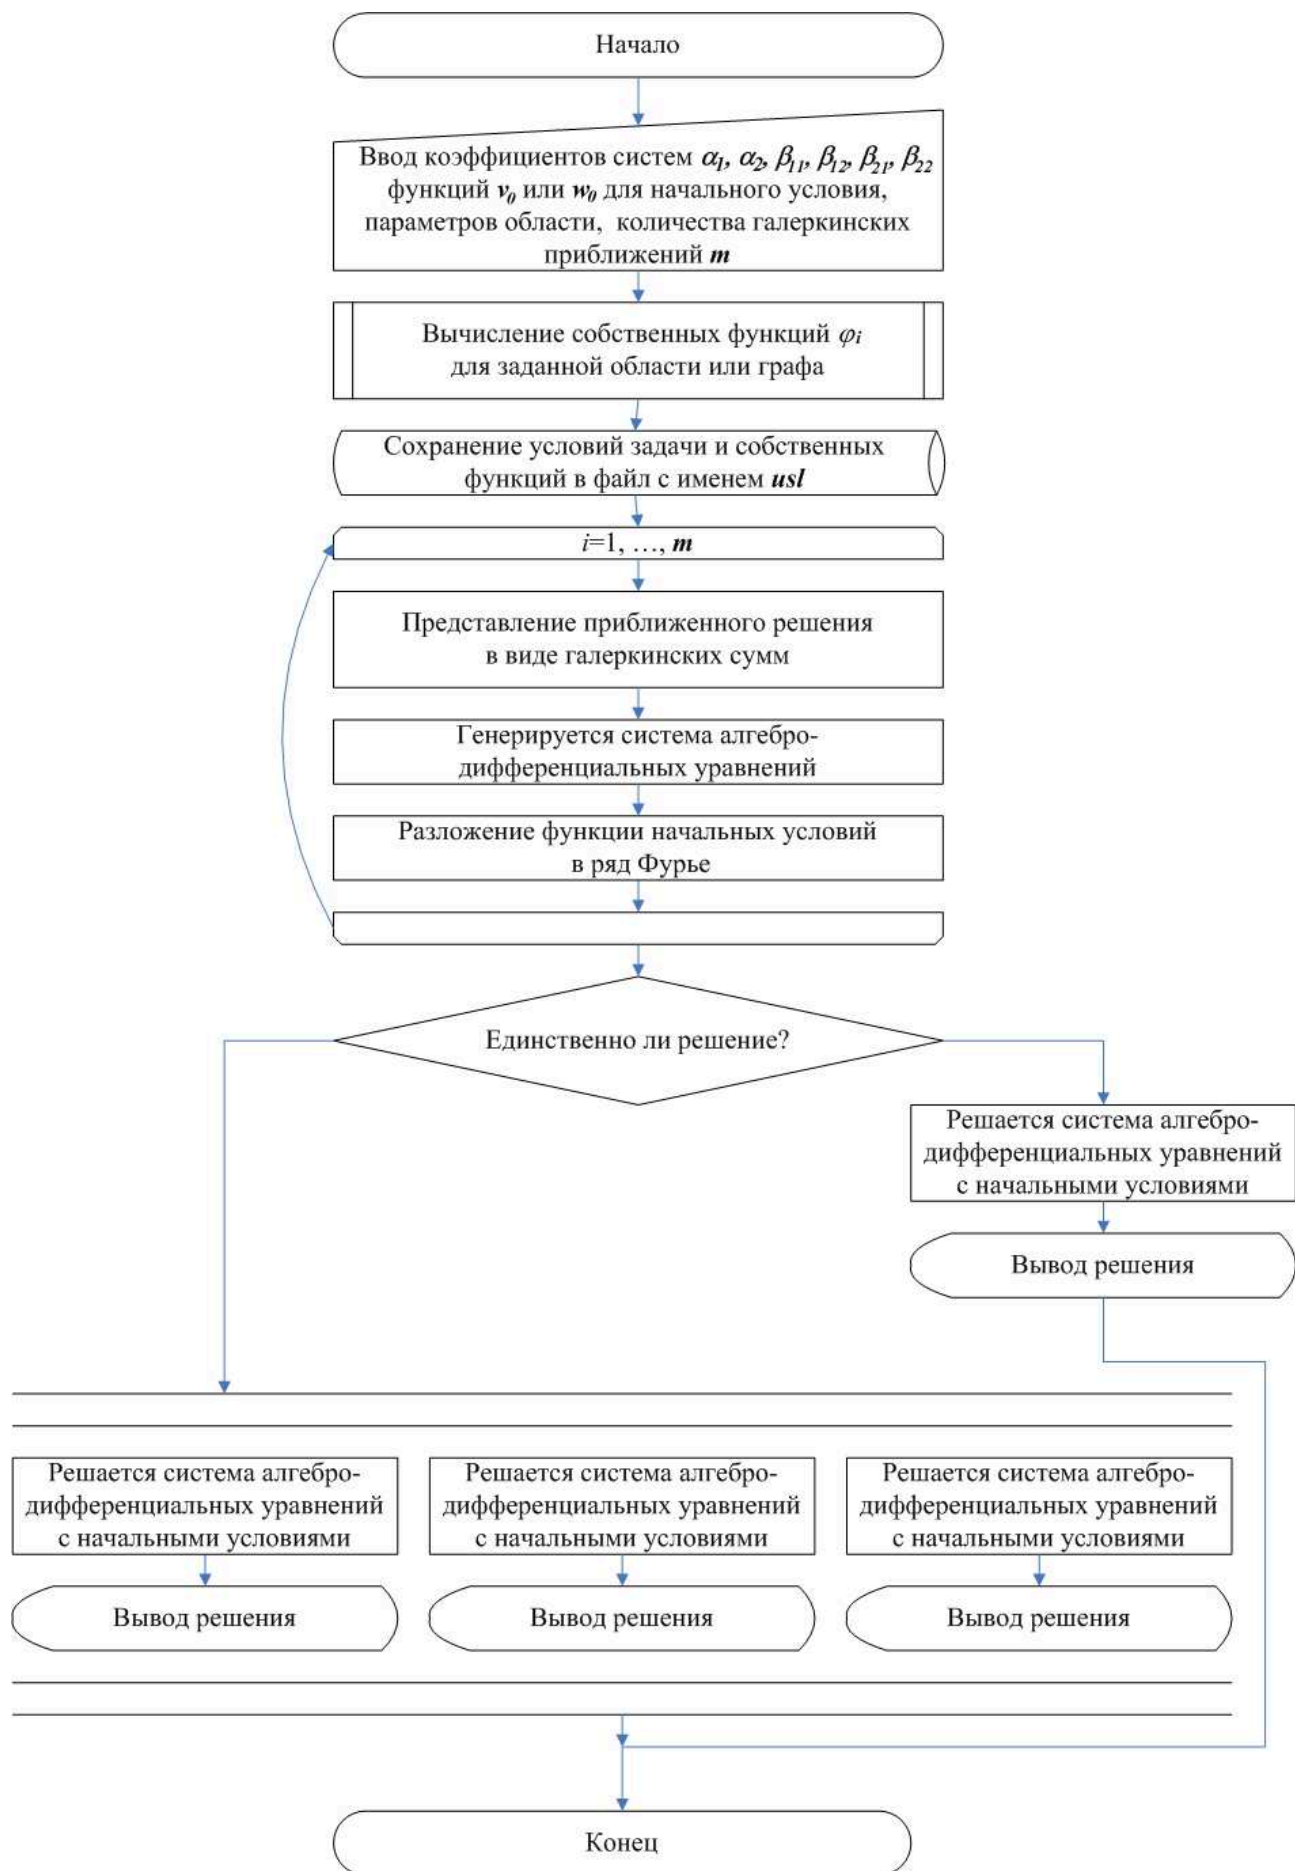 Начало
Ввод коэффициентов систем α₁, α₂, β₁₁, β₁₂, β₂₁, β₂₂
функций v₀ или w₀ для начального условия,
параметров области, количества галеркинских
приближений m
Вычисление собственных функций φᵢ
для заданной области или графа
Сохранение условий задачи и собственных
функций в файл с именем usl
i=1, …, m
Представление приближенного решения
в виде галеркинских сумм
Генерируется система алгебро-
дифференциальных уравнений
Разложение функции начальных условий
в ряд Фурье
Единственно ли решение?
Решается система алгебро-
дифференциальных уравнений
с начальными условиями
Вывод решения
Решается система алгебро-
дифференциальных уравнений
с начальными условиями
Вывод решения
Решается система алгебро-
дифференциальных уравнений
с начальными условиями
Вывод решения
Решается система алгебро-
дифференциальных уравнений
с начальными условиями
Вывод решения
Конец